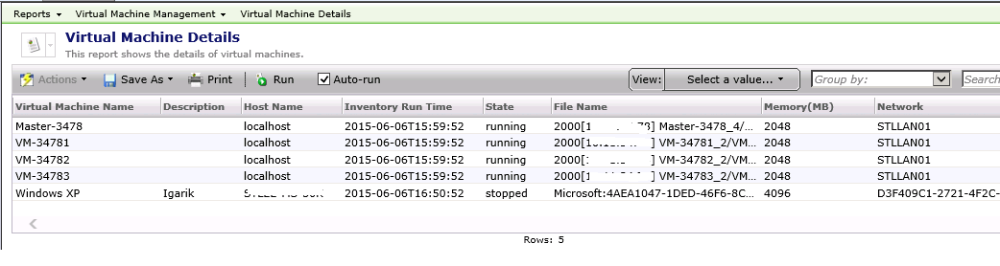 Reports Virtual Machine Management Virtual Machine Details
Virtual Machine Details
This report shows the details of virtual machines.
Actions Save As Print Run Auto-run View: Select a value... Group by: Search
Virtual Machine Name Description Host Name Inventory Run Time State File Name Memory(MB) Network
Master-3478 localhost 2015-06-06T15:59:52 running 2000[1 ] Master-3478_4/... 2048 STLLAN01
VM-34781 localhost 2015-06-06T15:59:52 running 2000[ ] VM-34781_2/VM... 2048 STLLAN01
VM-34782 localhost 2015-06-06T15:59:52 running 2000[ ] VM-34782_2/VM... 2048 STLLAN01
VM-34783 localhost 2015-06-06T15:59:52 running 2000[ ] VM-34783_2/VM... 2048 STLLAN01
Windows XP Igarik 2015-06-06T16:50:52 stopped Microsoft:4AEA1047-1DED-46F6-8C... 4096 D3F409C1-2721-4F2C-
Rows: 5